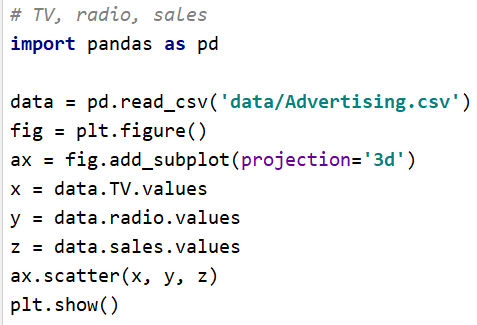 # TV, radio, sales
import pandas as pd
data = pd.read_csv('data/Advertising.csv')
fig = plt.figure()
ax = fig.add_subplot(projection='3d')
x = data.TV.values
y = data.radio.values
z = data.sales.values
ax.scatter(x, y, z)
plt.show()